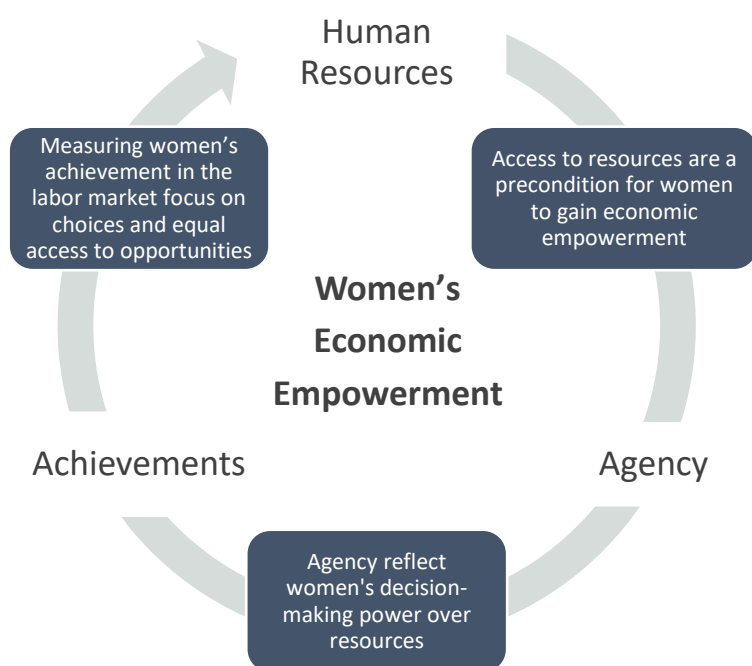 Human
Resources
Access to resources are a
precondition for women
to gain economic
empowerment
Agency
Agency reflect
women's decision-
making power over
resources
Achievements
Measuring women’s
achievement in the
labor market focus on
choices and equal
access to opportunities
Women’s
Economic
Empowerment